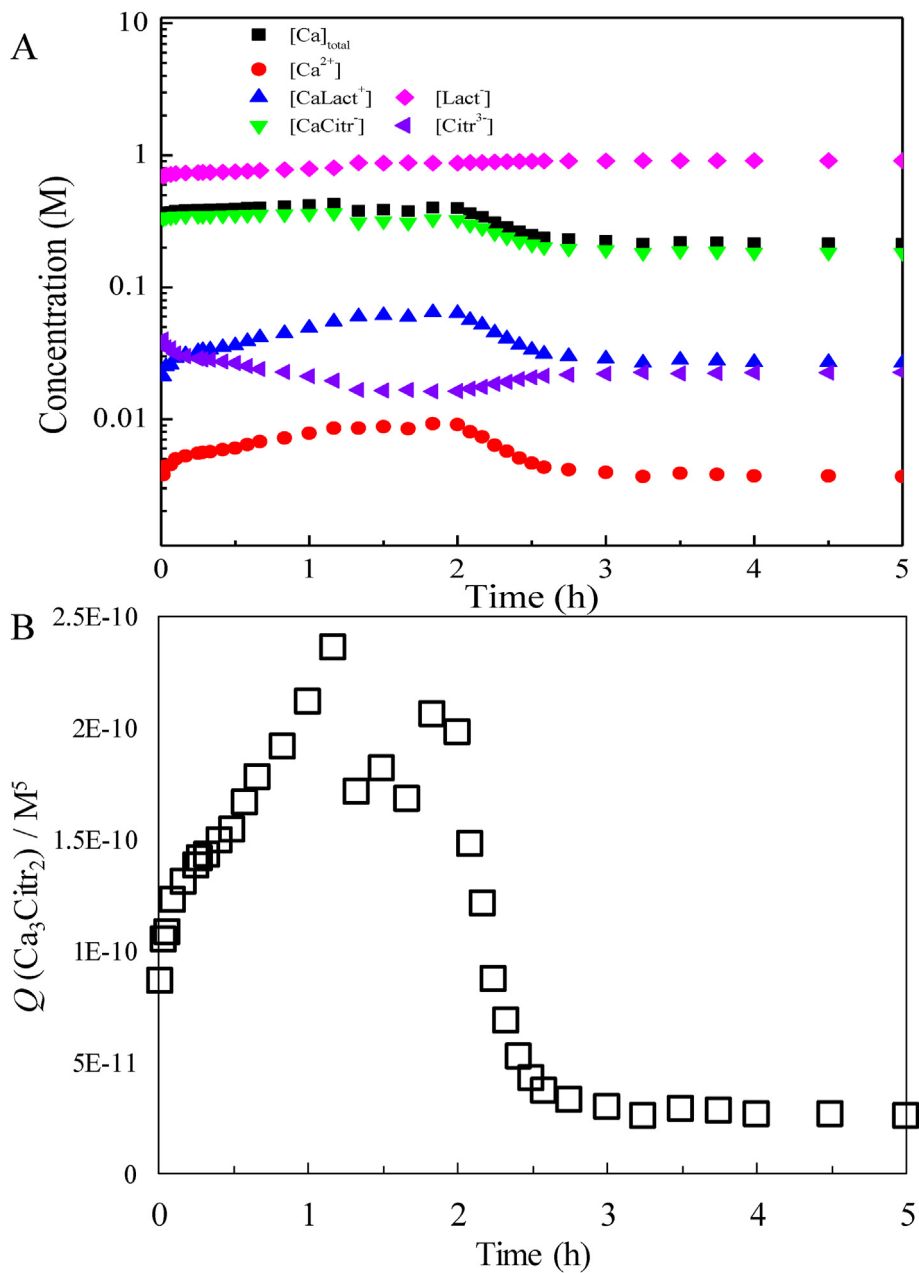 A
10
1
0.1
0.01
Concentration (M)
[Ca]total
[Ca2+]
[CaLact+]
[Lact-]
[CaCitr-]
[Citr3-]
0 1 2 3 4 5
Time (h)
B
2.5E-10
2E-10
1.5E-10
1E-10
5E-11
0
Q (Ca3Citr2) / M5
0 1 2 3 4 5
Time (h)